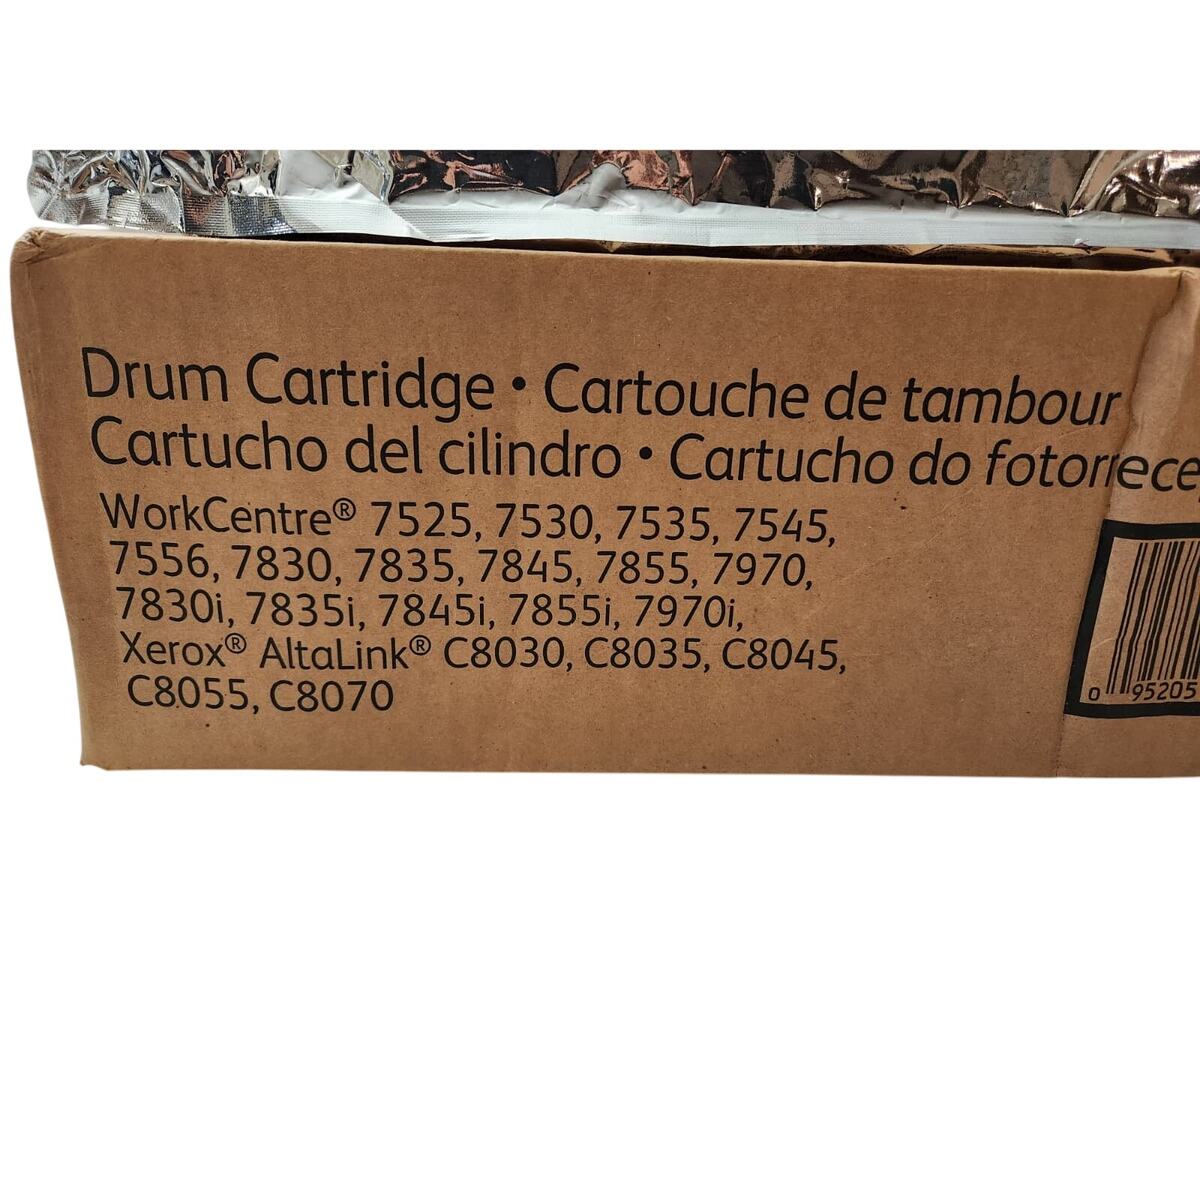 Drum Cartridge • Cartouche de tambour
Cartucho del cilindro • Cartucho do
WorkCentre® 7525, 7530, 7535, 7545,
7556, 7830, 7835, 7845, 7855, 7970,
7830i, 7835i, 7845i, 7855i, 7970i,
Xerox® AltaLink® C8030, C8035, C8045,
C8055, C8070
0 95205